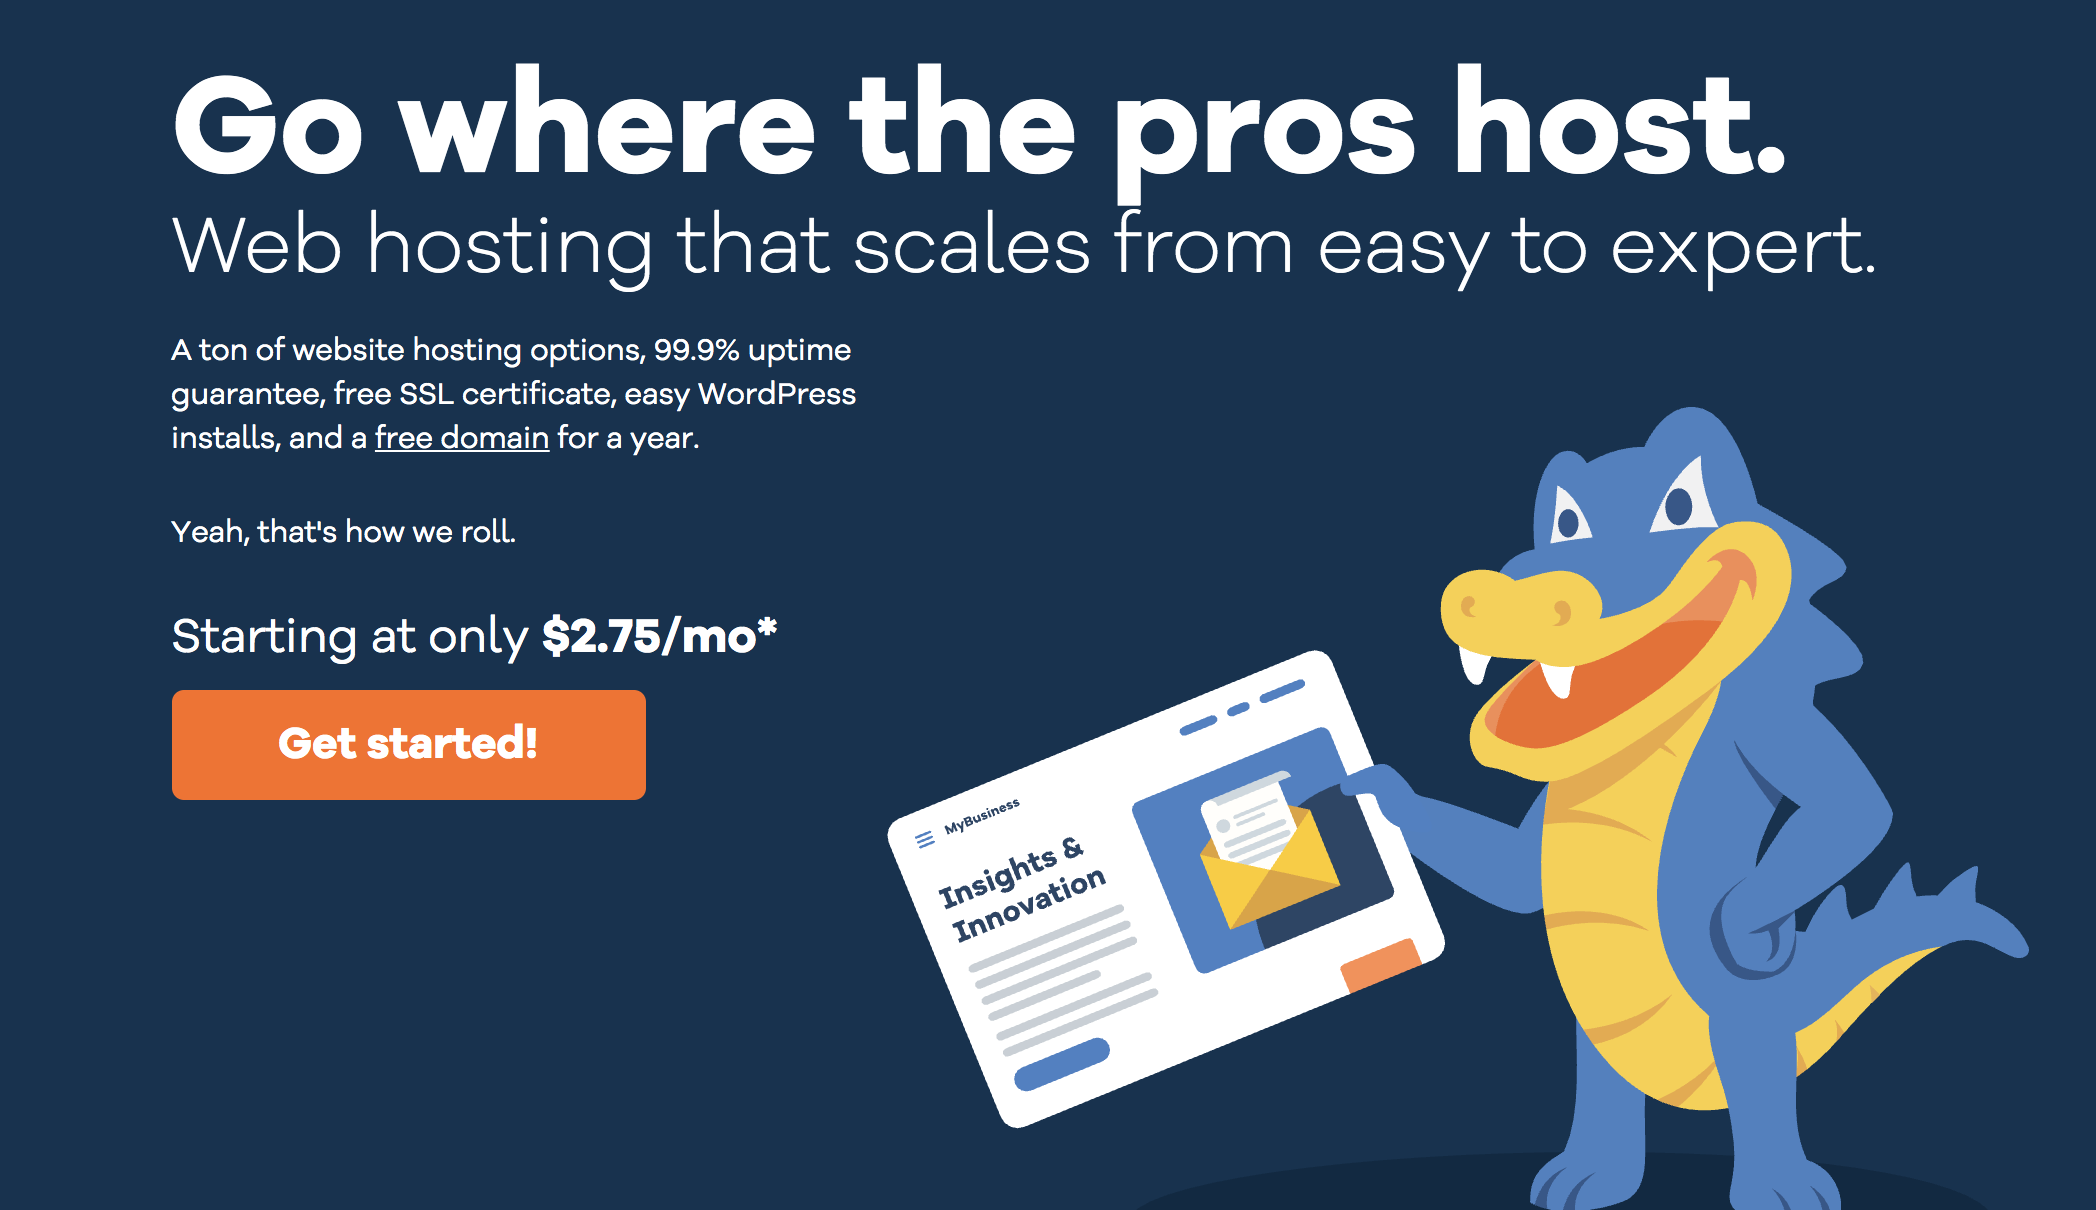 Go where the pros host.
Web hosting that scales from easy to expert.
A ton of website hosting options, 99.9% uptime
guarantee, free SSL certificate, easy WordPress
installs, and a free domain for a year.
Yeah, that's how we roll.
Starting at only $2.75/mo*
Get started!
MyBusiness
Insights &
Innovation